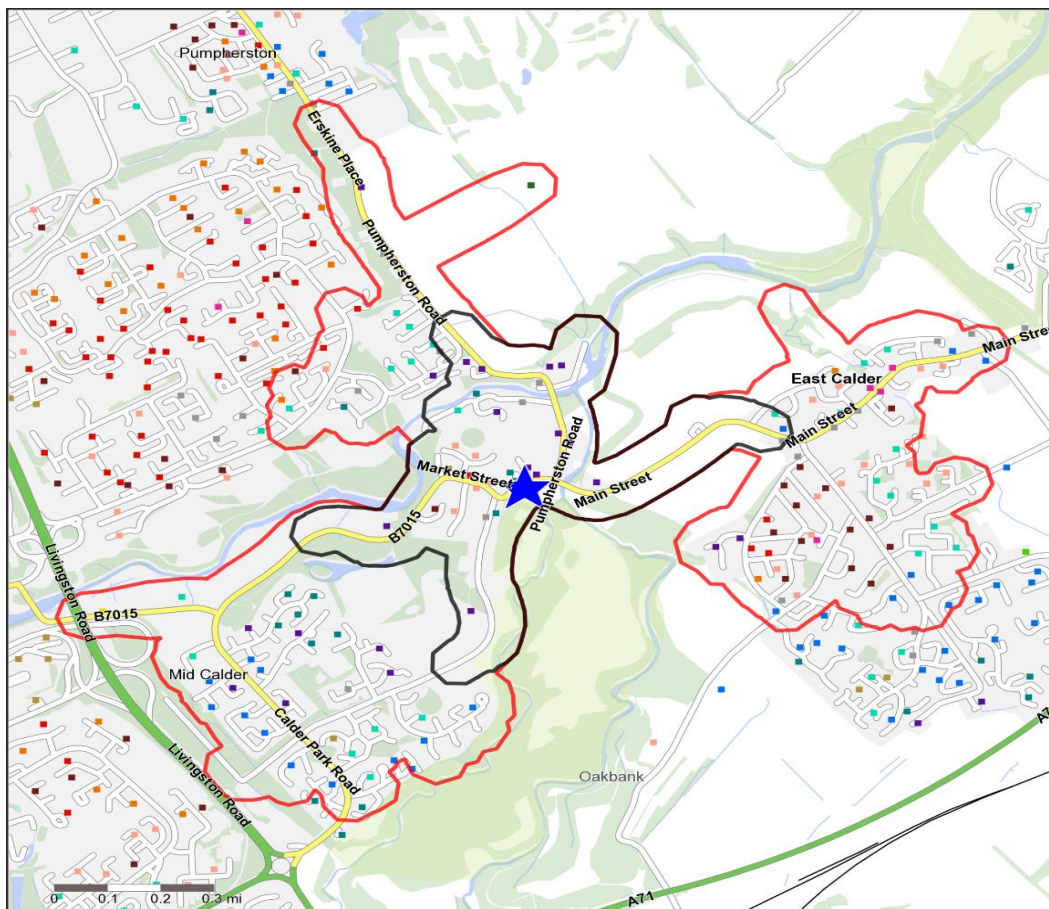 Pumpherston
Erskine Place
Pumpherston Road
Main Street
East Calder
Main Street
Market Street
Pumpherston Road
Main Street
B7015
Livingston Road
B7015
Mid Calder
Calder Park Road
Livingston Road
Oakbank
A71
A7
0 0.1 0.2 0.3 mi